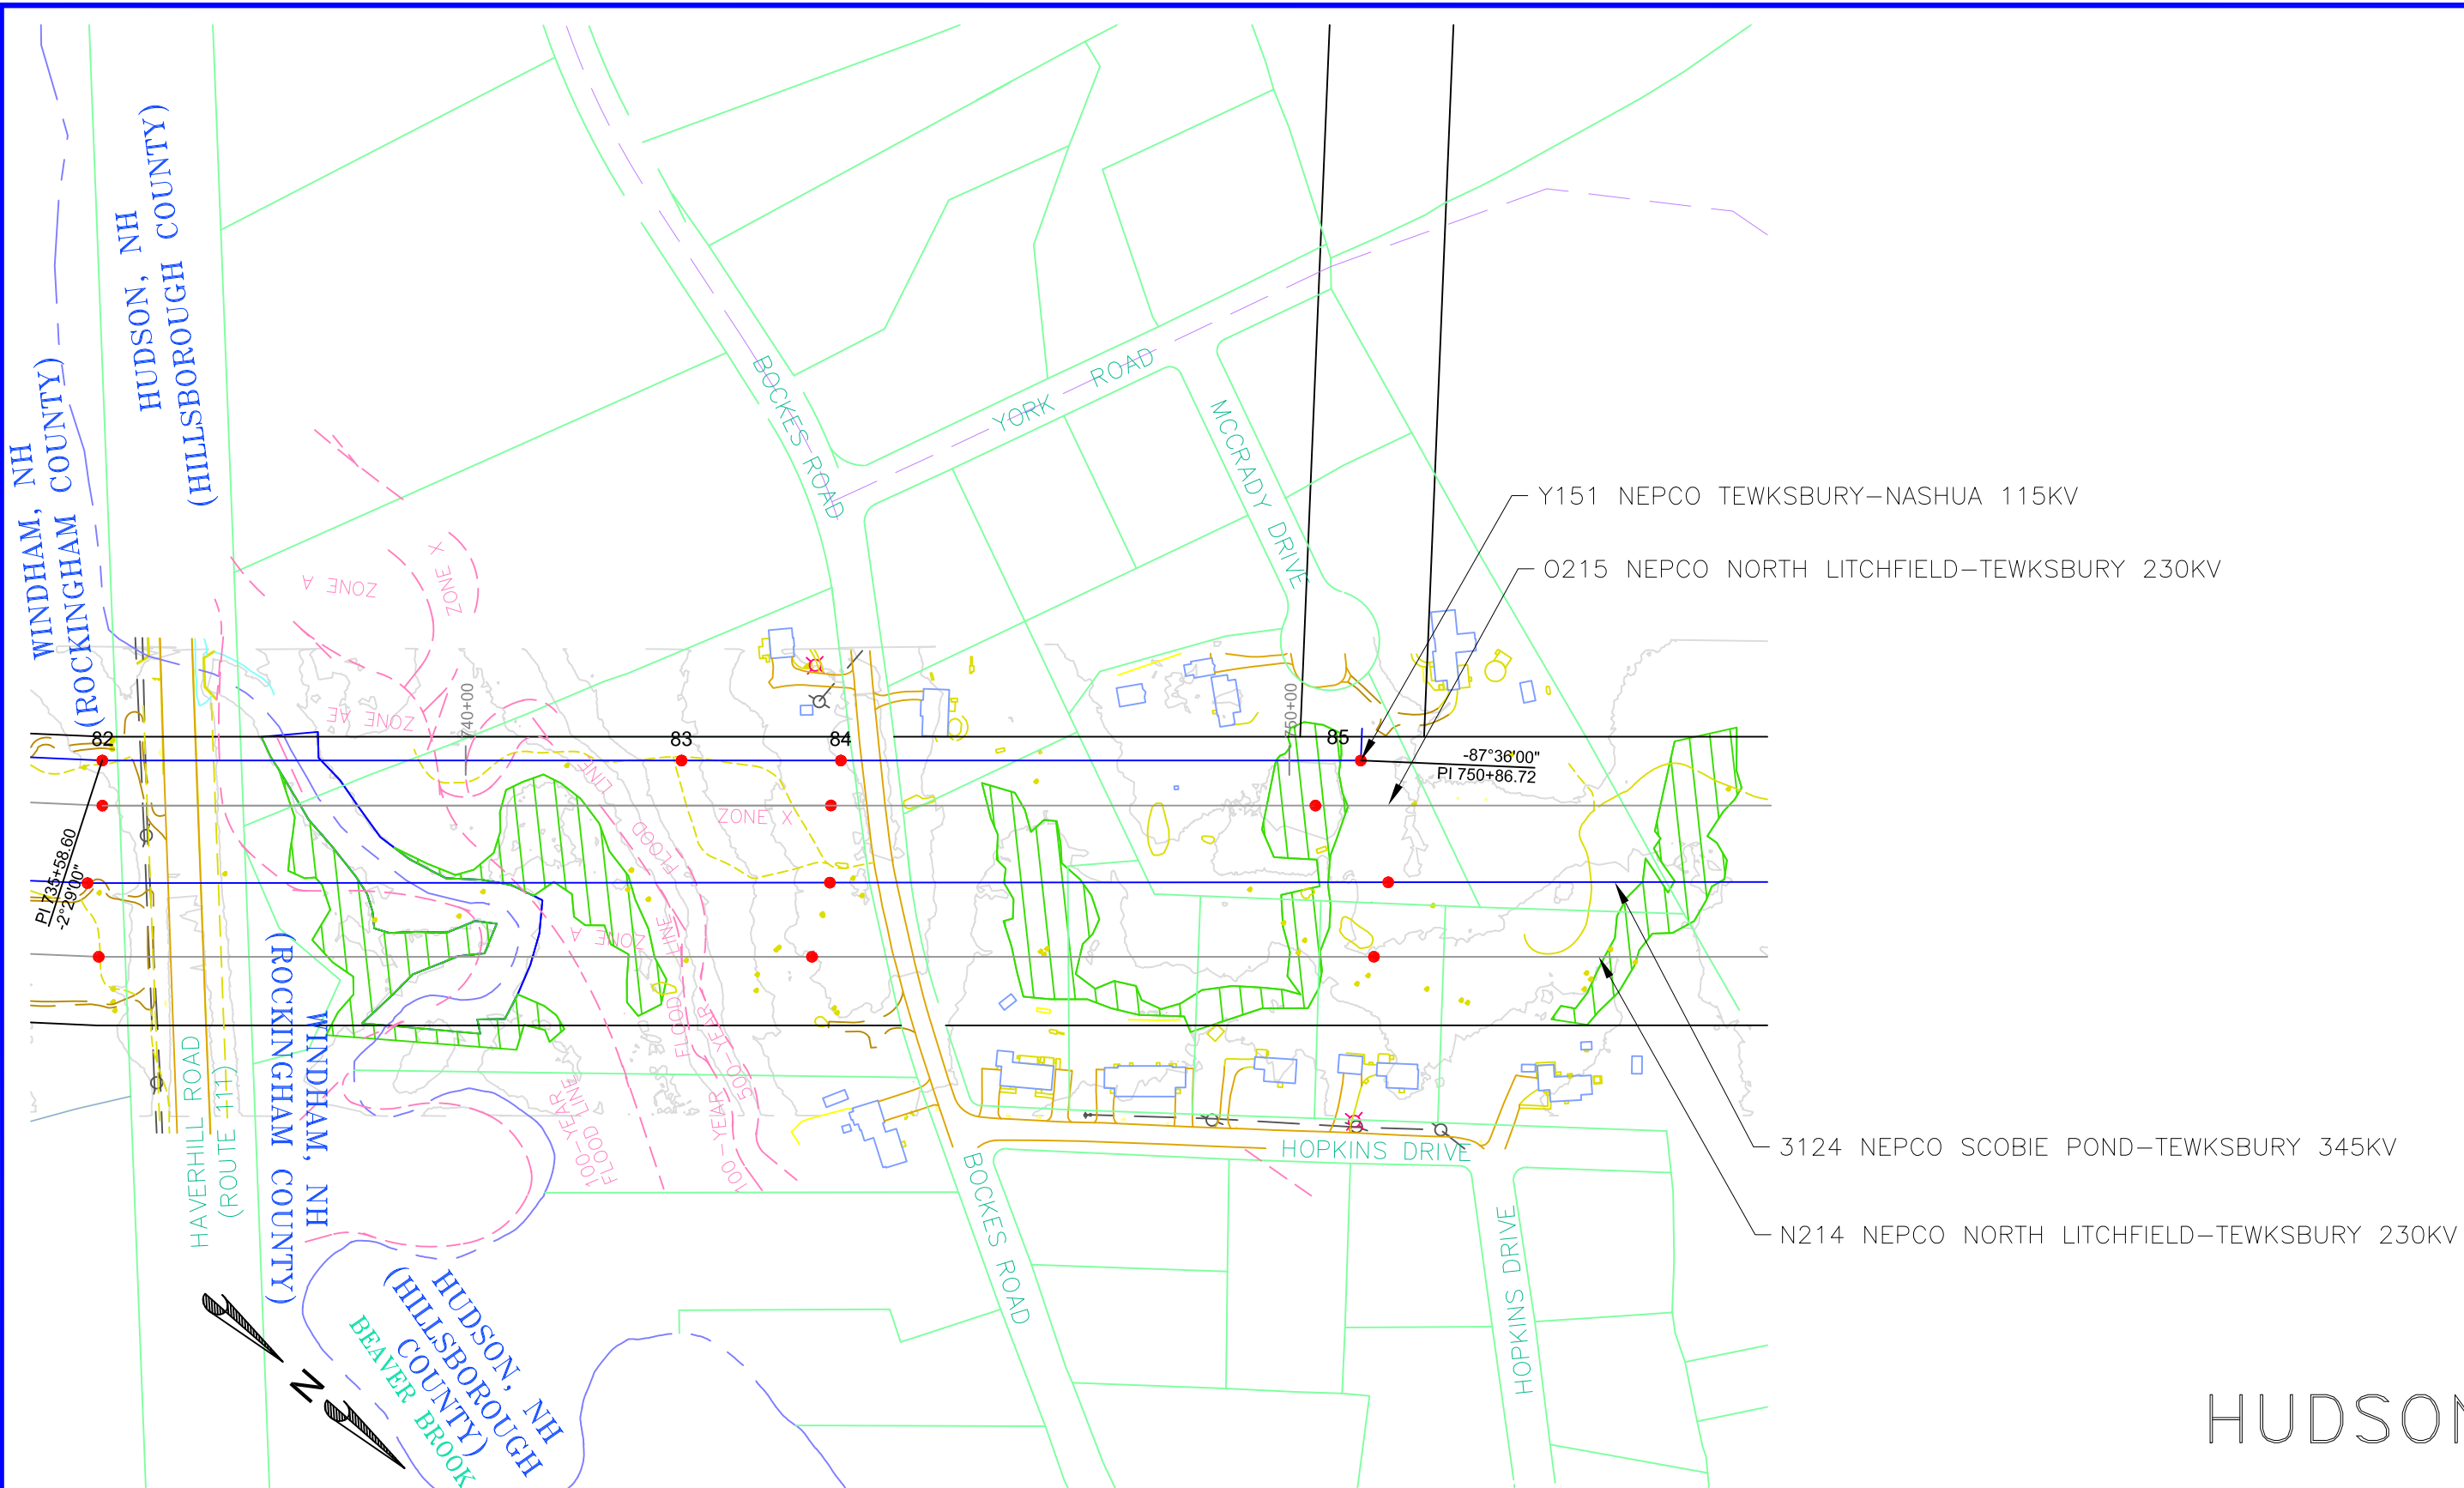 HUDSON, NH
(HILLSBOROUGH COUNTY)
WINDHAM, NH
(ROCKINGHAM COUNTY)
BOCKES ROAD
YORK ROAD
MCCRADY DRIVE
Y151 NEPCO TEWKSBURY-NASHUA 115KV
O215 NEPCO NORTH LITCHFIELD-TEWKSBURY 230KV
ZONE A
ZONE X
ZONE AE
740+00
750+00
82
83
84
85
-87°36'00"
PI 750+86.72
PI 735+58.60
-2°29'00"
ZONE X
FLOOD LINE
ZONE A
FLOOD LINE
500-YEAR
100-YEAR
100-YEAR
FLOOD LINE
HAVERHILL ROAD
(ROUTE 111)
WINDHAM, NH
(ROCKINGHAM COUNTY)
HOPKINS DRIVE
3124 NEPCO SCOBIE POND-TEWKSBURY 345KV
N214 NEPCO NORTH LITCHFIELD-TEWKSBURY 230KV
BOCKES ROAD
HOPKINS DRIVE
N
HUDSON, NH
(HILLSBOROUGH
COUNTY)
BEAVER BROOK
HUDSON